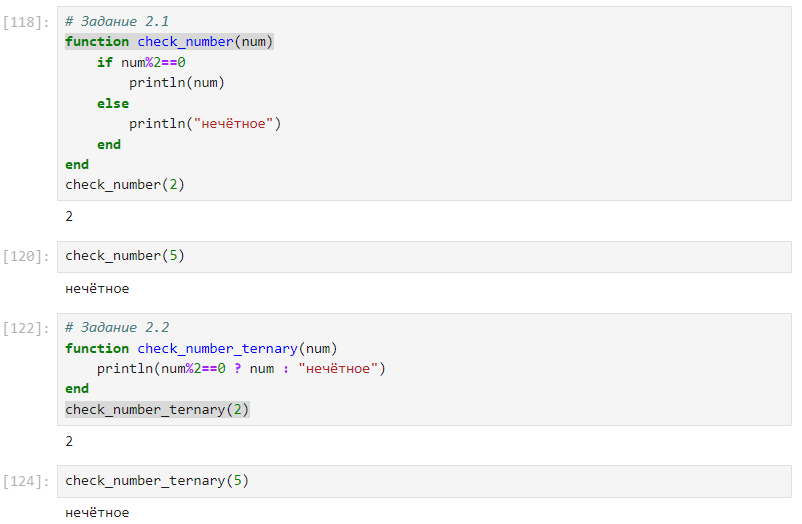 [118]: # Задание 2.1
function check_number(num)
    if num%2==0
        println(num)
    else
        println("нечётное")
    end
end
check_number(2)
2
[120]: check_number(5)
нечётное
[122]: # Задание 2.2
function check_number_ternary(num)
    println(num%2==0 ? num : "нечётное")
end
check_number_ternary(2)
2
[124]: check_number_ternary(5)
нечётное